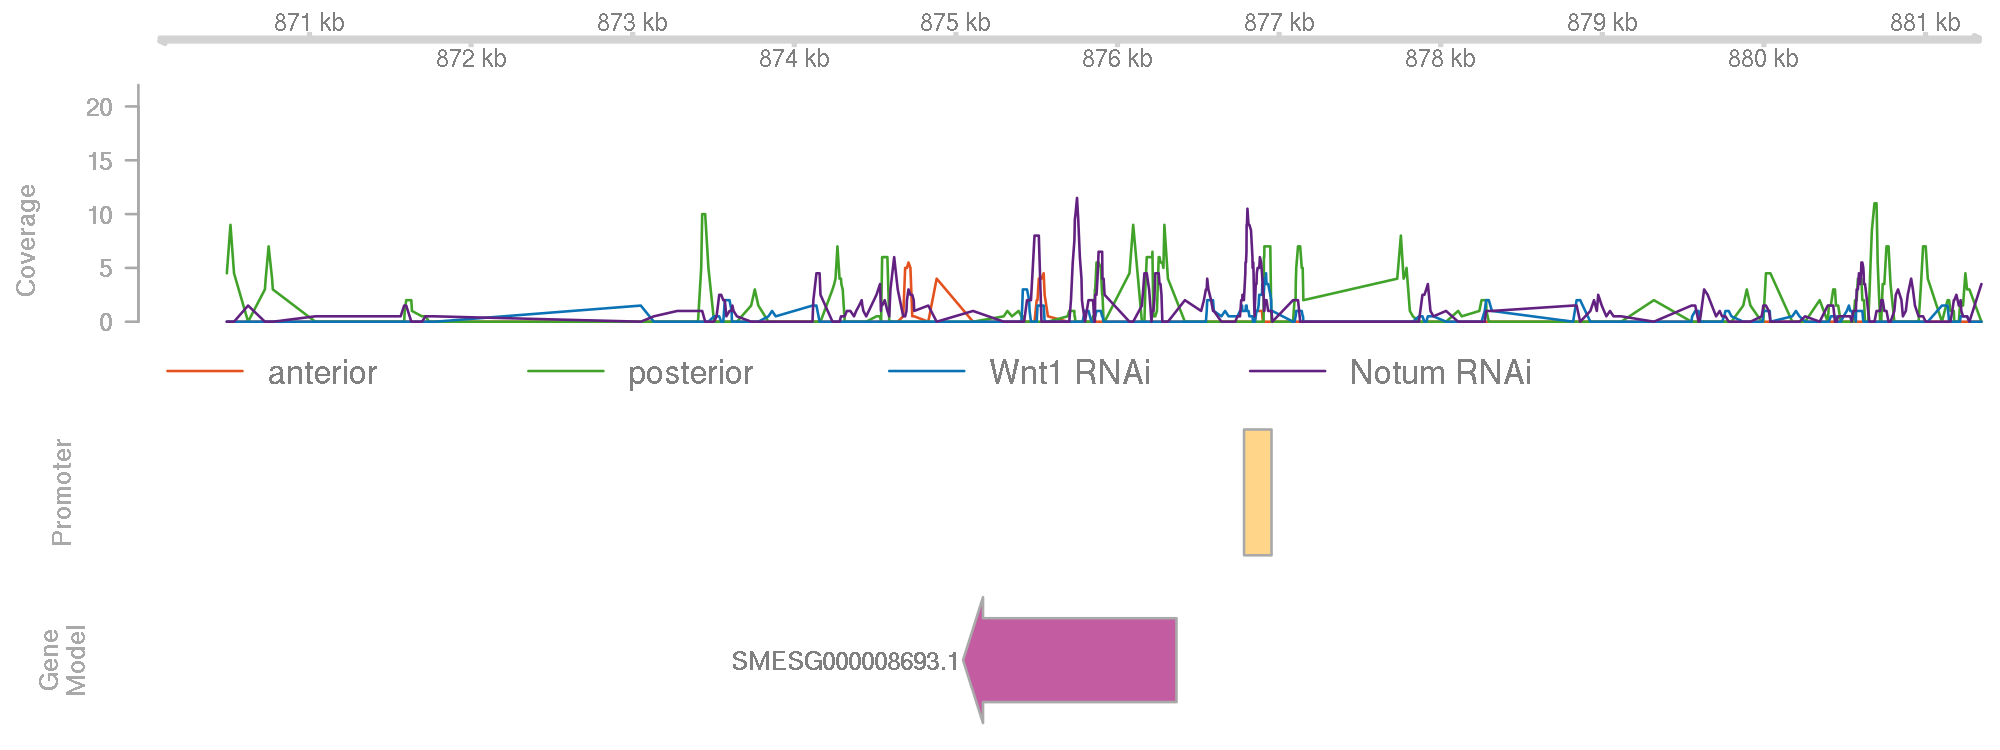 871 kb 873 kb 875 kb 877 kb 879 kb 881 kb
872 kb 874 kb 876 kb 878 kb 880 kb
Coverage
20
15
10
5
0
anterior posterior Wnt1 RNAi Notum RNAi
Promoter
Gene
Model
SMESG000008693.1